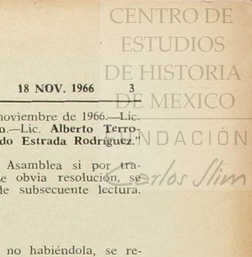 CENTRO DE
ESTUDIOS
DE HISTORIA
DE MEXICO
18 NOV. 1966 3
FUNDACIÓN
Carlos Slim
noviembre de 1966.—Lic.
o.—Lic. Alberto Terro-
do Estrada Rodríguez."
Asamblea si por tra-
e obvia resolución, se
de subsecuente lectura.
no habiéndola, se re-